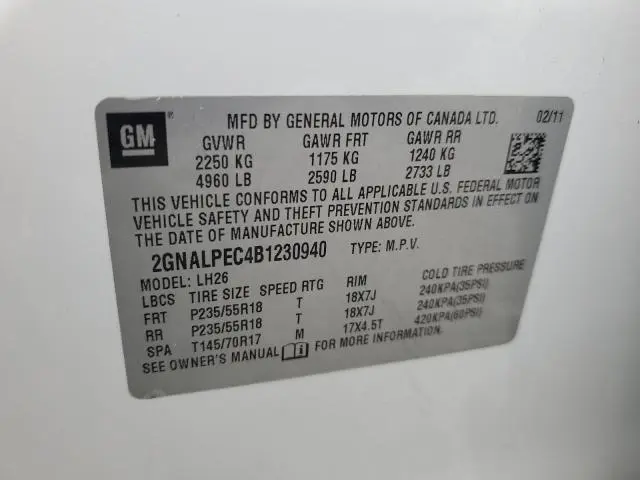 GM ® MFD BY GENERAL MOTORS OF CANADA LTD. 02/11
GVWR GAWR FRT GAWR RR
2250 KG 1175 KG 1240 KG
4960 LB 2590 LB 2733 LB
THIS VEHICLE CONFORMS TO ALL APPLICABLE U.S. FEDERAL MOTOR
VEHICLE SAFETY AND THEFT PREVENTION STANDARDS IN EFFECT ON
THE DATE OF MANUFACTURE SHOWN ABOVE.
2GNALPEC4B1230940 TYPE: M.P.V.
MODEL: LH26
LBCS TIRE SIZE SPEED RTG RIM COLD TIRE PRESSURE
FRT P235/55R18 T 18X7J 240KPA(35PSI)
RR P235/55R18 T 18X7J 240KPA(35PSI)
SPA T145/70R17 M 17X4.5T 420KPA(60PSI)
SEE OWNER'S MANUAL i FOR MORE INFORMATION.